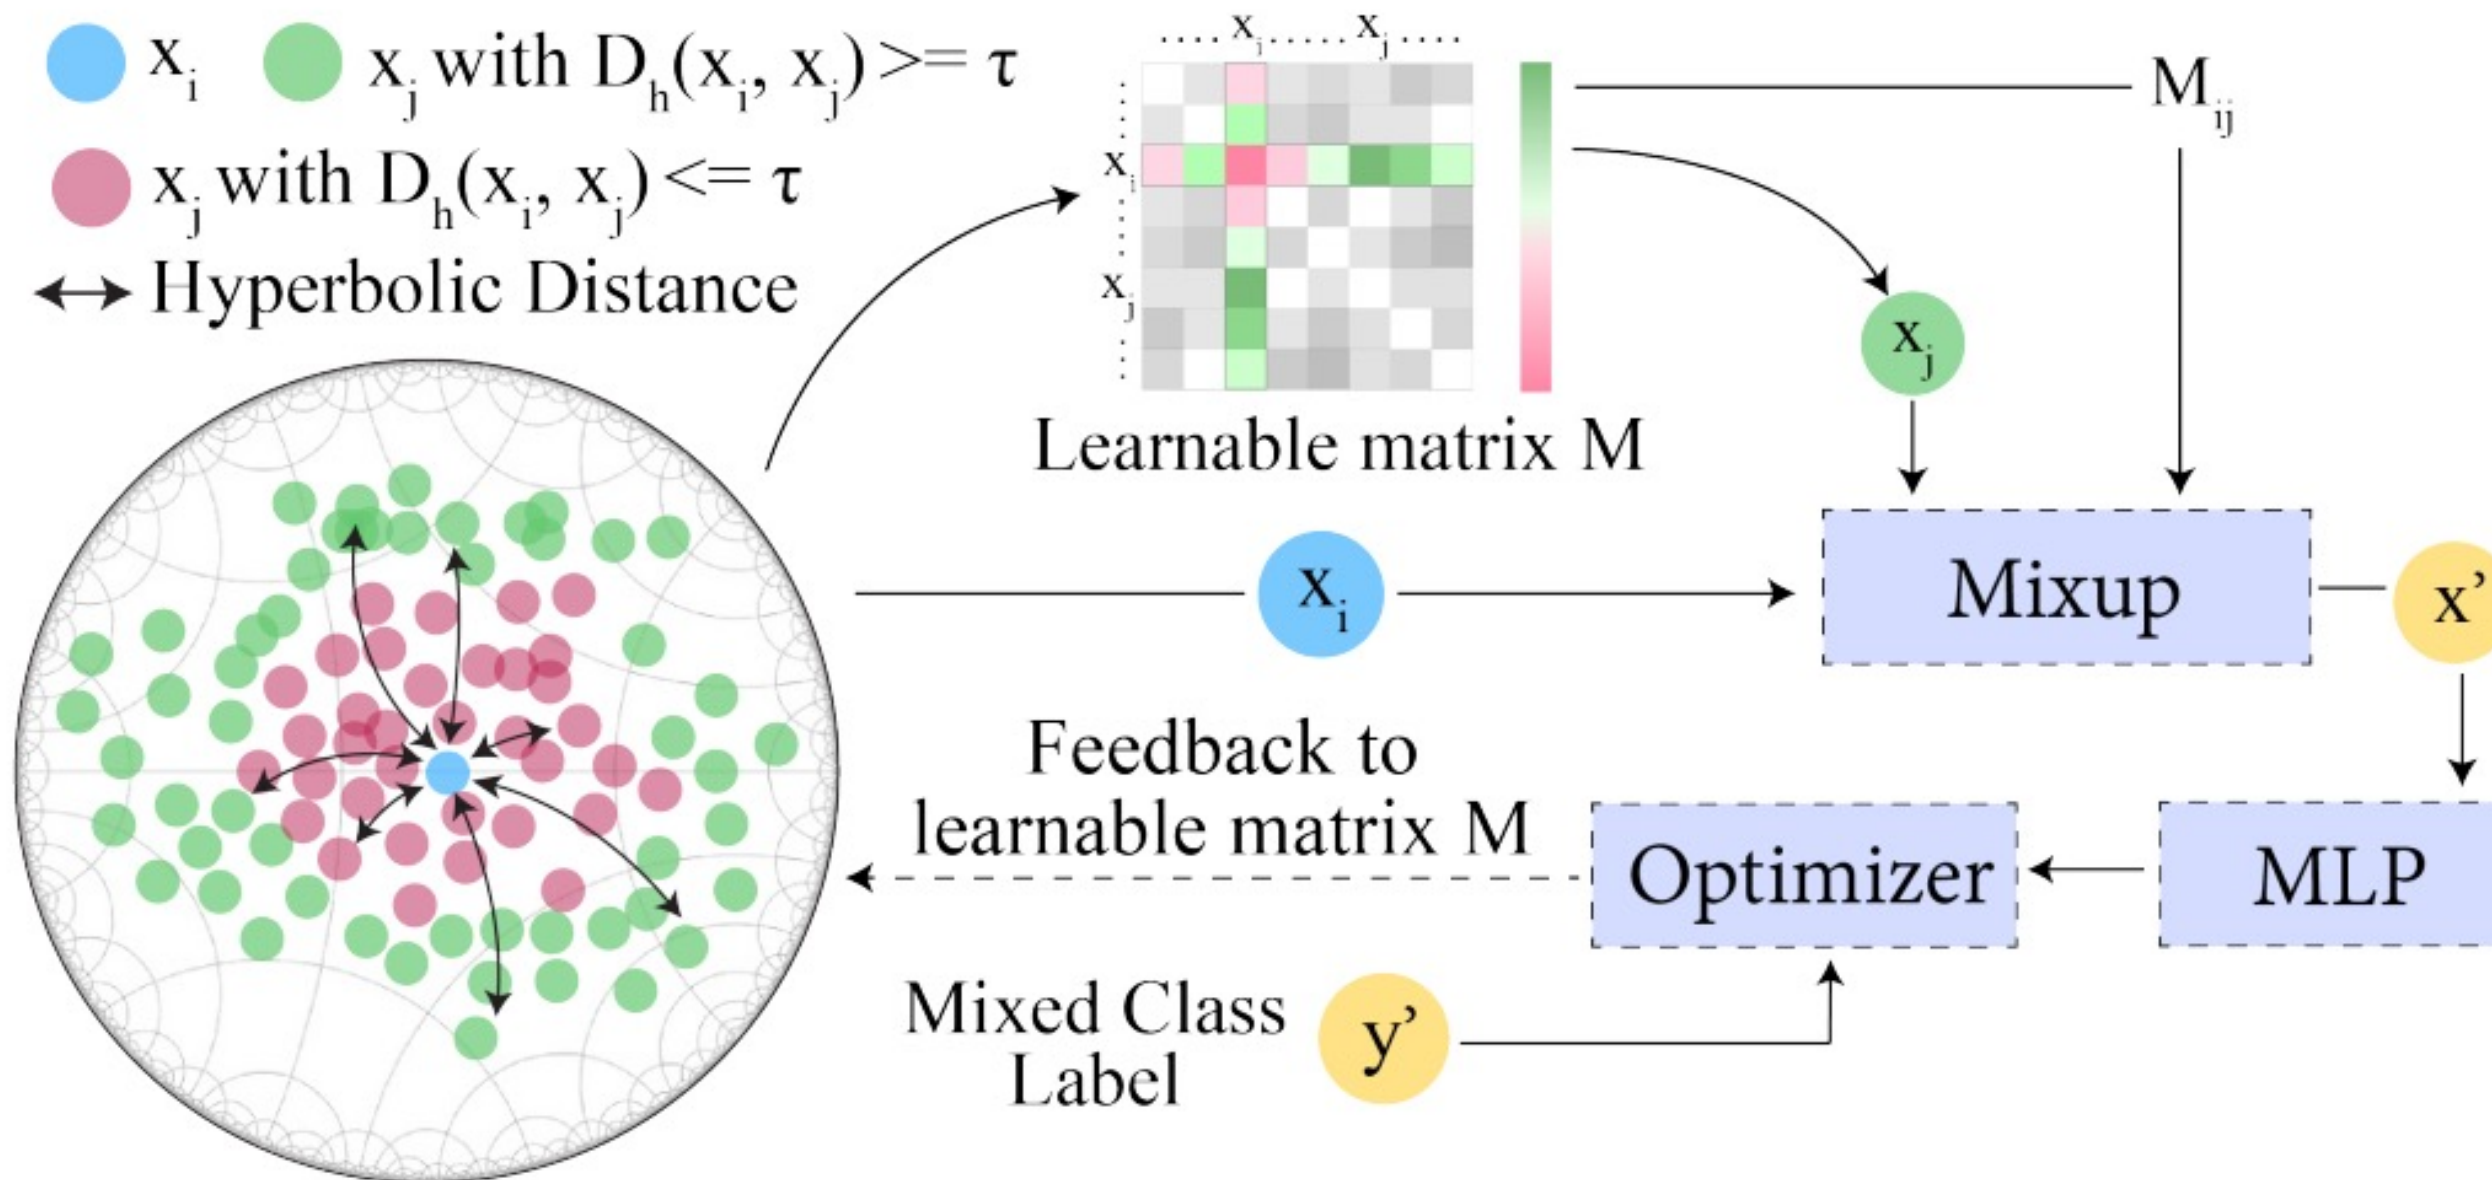 xᵢ
xⱼ with Dₕ(xᵢ, xⱼ) >= τ
xⱼ with Dₕ(xᵢ, xⱼ) <= τ
Hyperbolic Distance
.... xᵢ ..... xⱼ ....
xᵢ
xⱼ
Learnable matrix M
Mᵢⱼ
xⱼ
xᵢ
Mixup
x’
Feedback to
learnable matrix M
Optimizer
MLP
Mixed Class
Label
y’